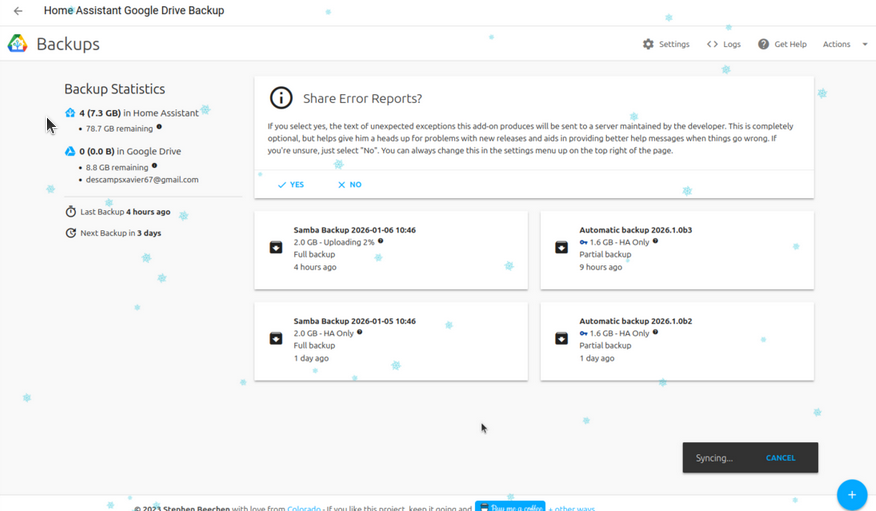 Home Assistant Google Drive Backup
Backups
Settings
Logs
Get Help
Actions
Backup Statistics
4 (7.3 GB) in Home Assistant
78.7 GB remaining
0 (0.0 B) in Google Drive
8.8 GB remaining
descampsxavier67@gmail.com
Last Backup 4 hours ago
Next Backup in 3 days
Share Error Reports?
If you select yes, the text of unexpected exceptions this add-on produces will be sent to a server maintained by the developer. This is completely
optional, but helps give him a heads up for problems with new releases and aids in providing better help messages when things go wrong. If
you're unsure, just select "No". You can always change this in the settings menu up on the top right of the page.
YES
NO
Samba Backup 2026-01-06 10:46
2.0 GB - Uploading 2%
Full backup
4 hours ago
Automatic backup 2026.1.0b3
1.6 GB - HA Only
Partial backup
9 hours ago
Samba Backup 2026-01-05 10:46
2.0 GB - HA Only
Full backup
1 day ago
Automatic backup 2026.1.0b2
1.6 GB - HA Only
Partial backup
1 day ago
Syncing...
CANCEL
© 2023 Stephen Beechen with love from Colorado - If you like this project, keep it going and Buy me a coffee + other ways